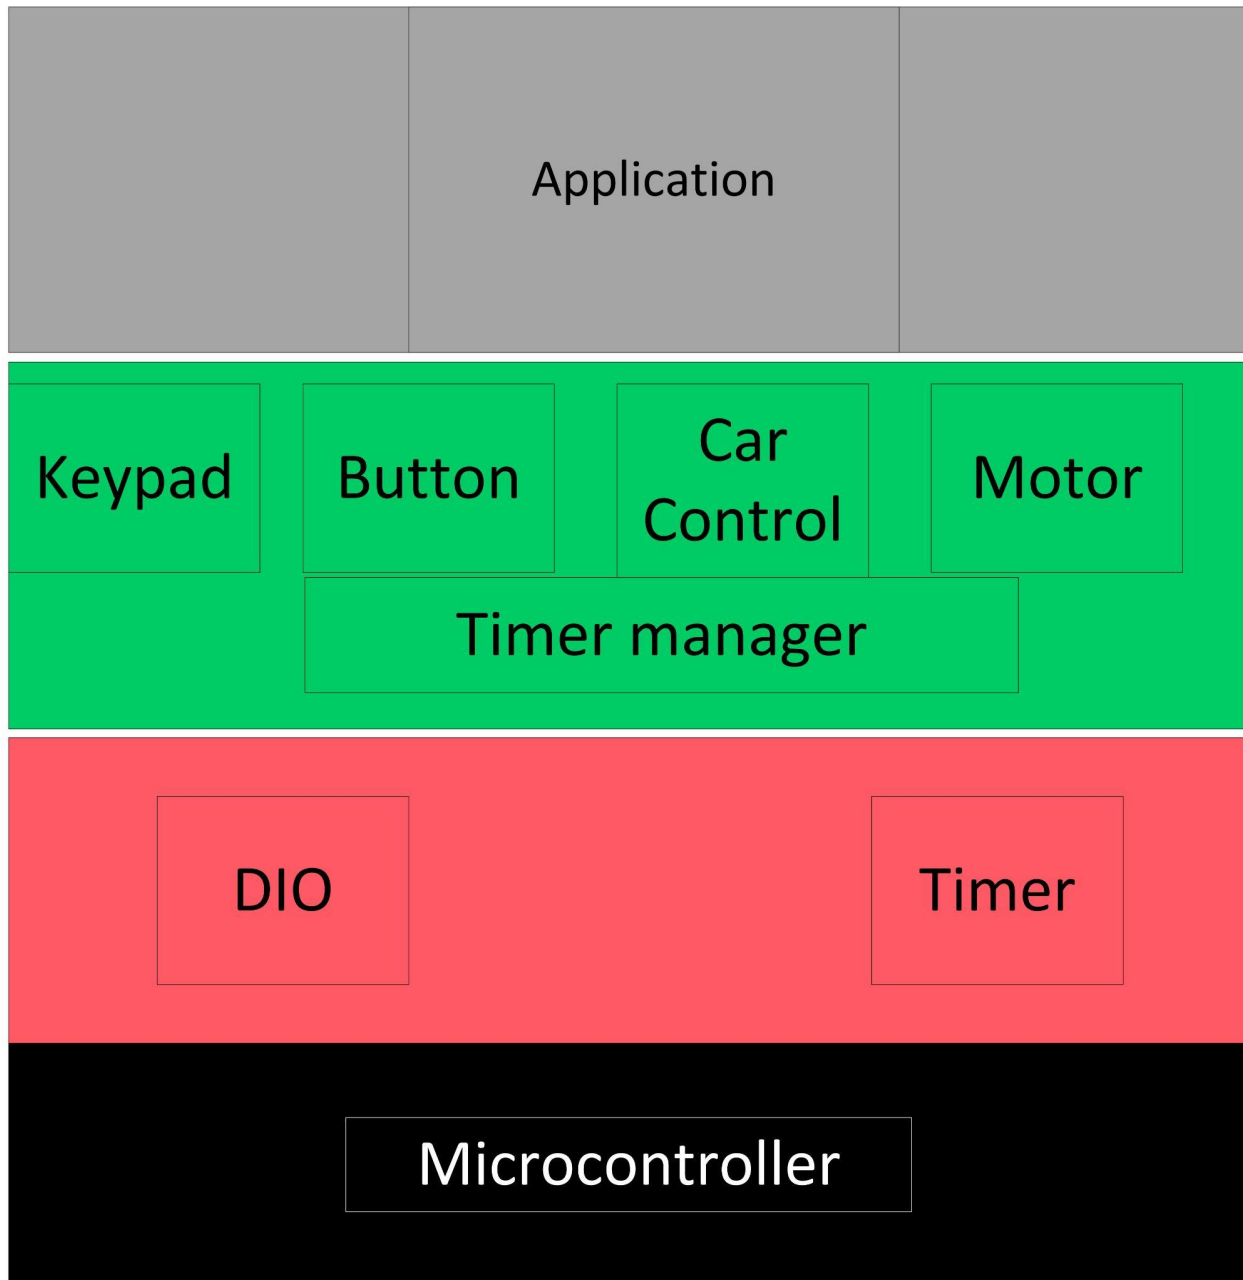 Application
Keypad
Button
Car
Control
Motor
Timer manager
DIO
Timer
Microcontroller